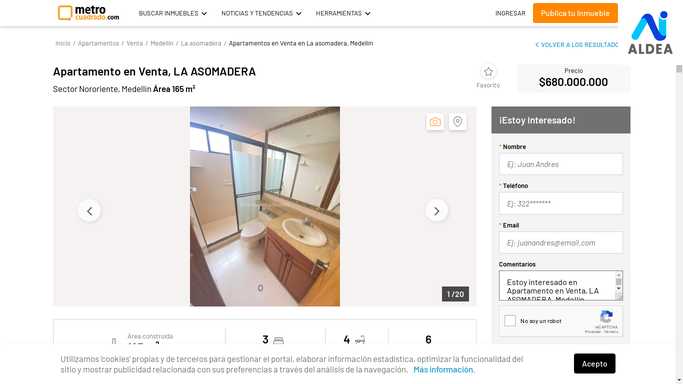 metro
cuadrado.com
BUSCAR INMUEBLES
NOTICIAS Y TENDENCIAS
HERRAMIENTAS
INGRESAR
Publica tu Inmueble
ALDEA
Inicio / Apartamentos / Venta / Medellín / La asomadera / Apartamentos en Venta en La asomadera, Medellín
VOLVER A LOS RESULTADO
Apartamento en Venta, LA ASOMADERA
Sector Nororiente, Medellín Área 165 m²
Favorito
Precio
$680.000.000
1 / 20
¡Estoy interesado!
* Nombre
Ej: Juan Andres
* Teléfono
Ej: 322*******
* Email
Ej: juanandres@email.com
Comentarios
Estoy interesado en
Apartamento en Venta, LA
ASOMADERA, Medellín
No soy un robot
reCAPTCHA
Privacidad - Términos
Área construida
3
4
6
Utilizamos 'cookies' propias y de terceros para gestionar el portal, elaborar información estadística, optimizar la funcionalidad del
sitio y mostrar publicidad relacionada con sus preferencias a través del análisis de la navegación. Más información.
Acepto